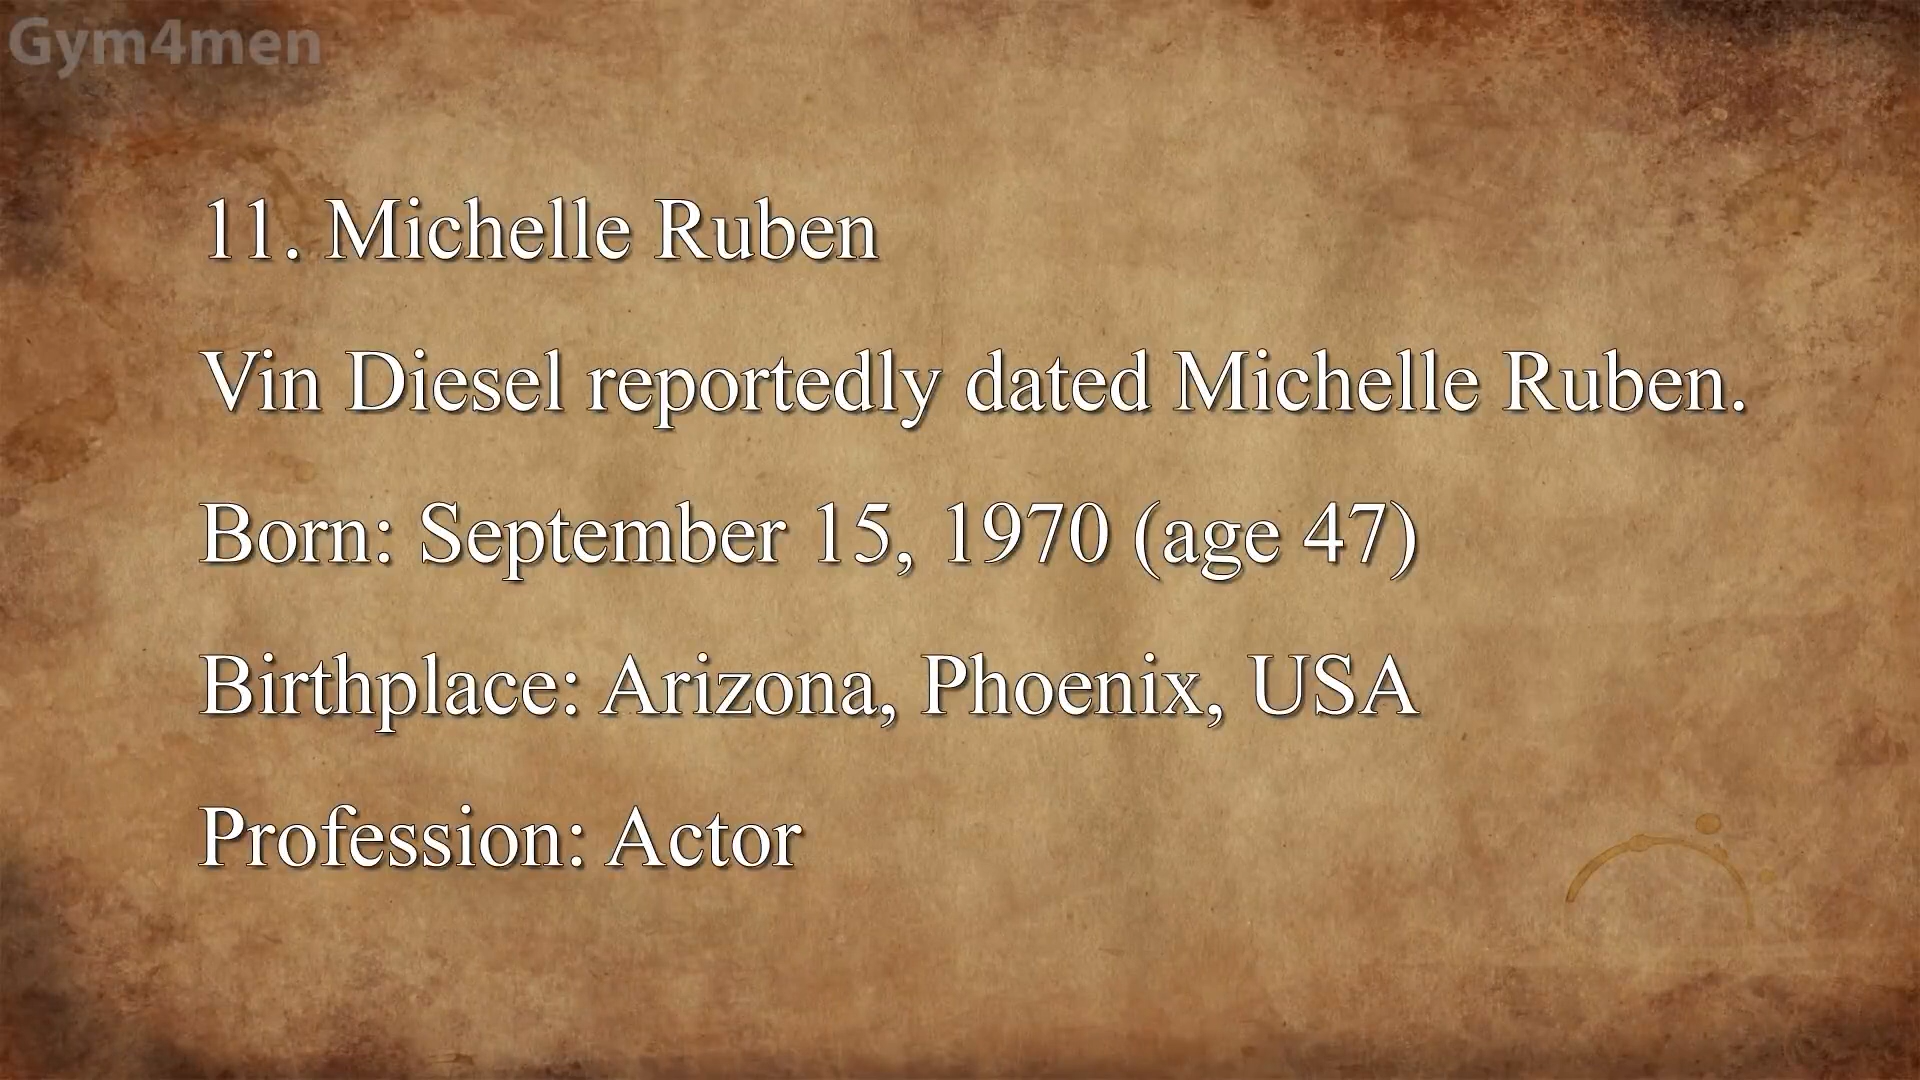 Gym4men
11. Michelle Ruben
Vin Diesel reportedly dated Michelle Ruben.
Born: September 15, 1970 (age 47)
Birthplace: Arizona, Phoenix, USA
Profession: Actor